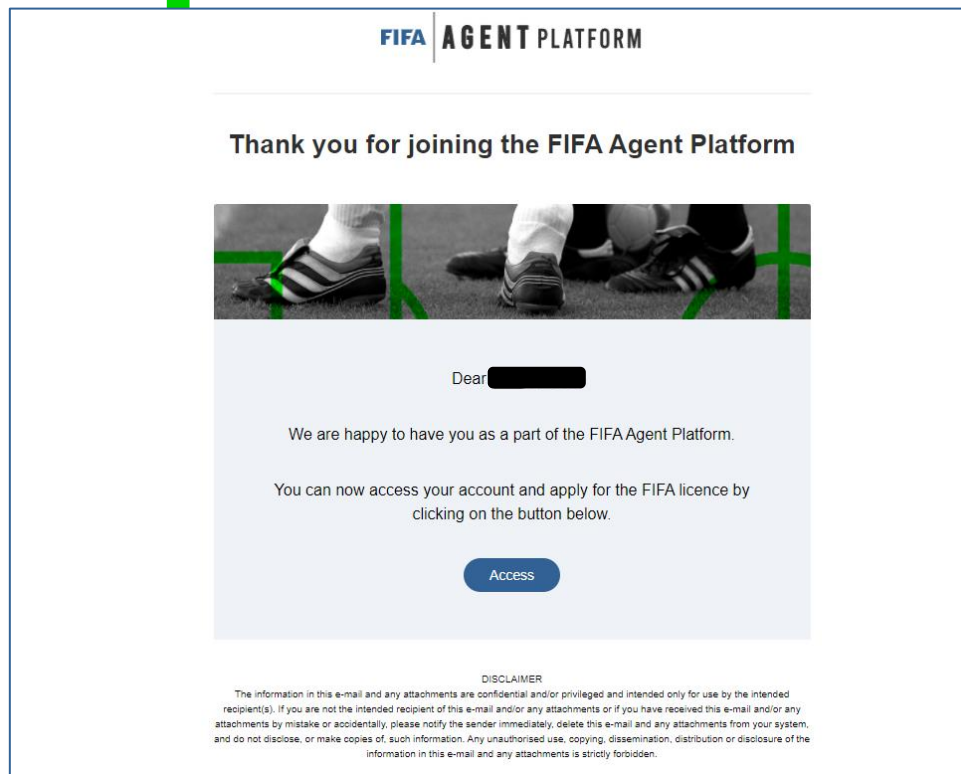 FIFA AGENT PLATFORM
Thank you for joining the FIFA Agent Platform
Dear
We are happy to have you as a part of the FIFA Agent Platform.
You can now access your account and apply for the FIFA licence by
clicking on the button below.
Access
DISCLAIMER
The information in this e-mail and any attachments are confidential and/or privileged and intended only for use by the intended
recipient(s). If you are not the intended recipient of this e-mail and/or any attachments or if you have received this e-mail and/or any
attachments by mistake or accidentally, please notify the sender immediately, delete this e-mail and any attachments from your system,
and do not disclose, or make copies of, such information. Any unauthorised use, copying, dissemination, distribution or disclosure of the
information in this e-mail and any attachments is strictly forbidden.